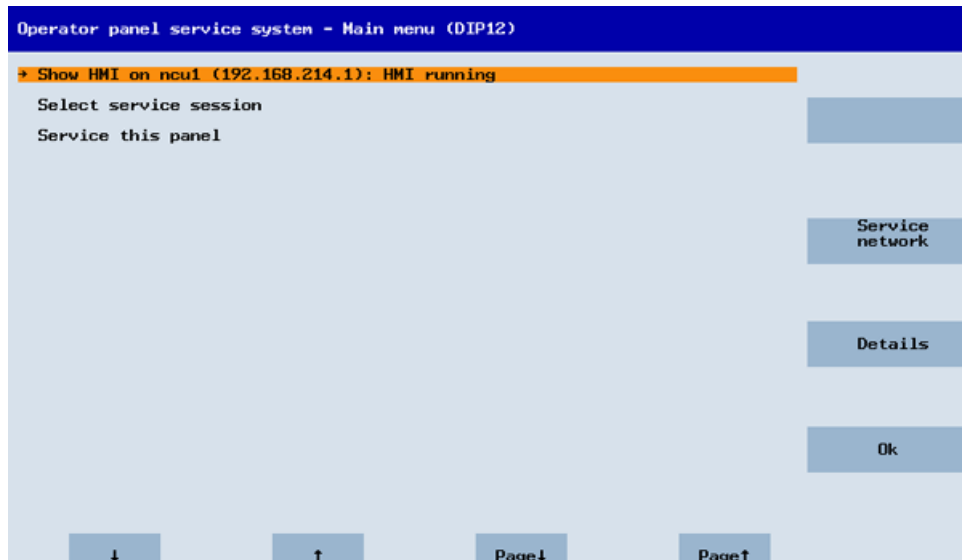 Operator panel service system - Main menu (DIP12)
→ Show HMI on ncu1 (192.168.214.1): HMI running
Select service session
Service this panel
Service
network
Details
Ok
↓ ↑ Page↓ Page↑